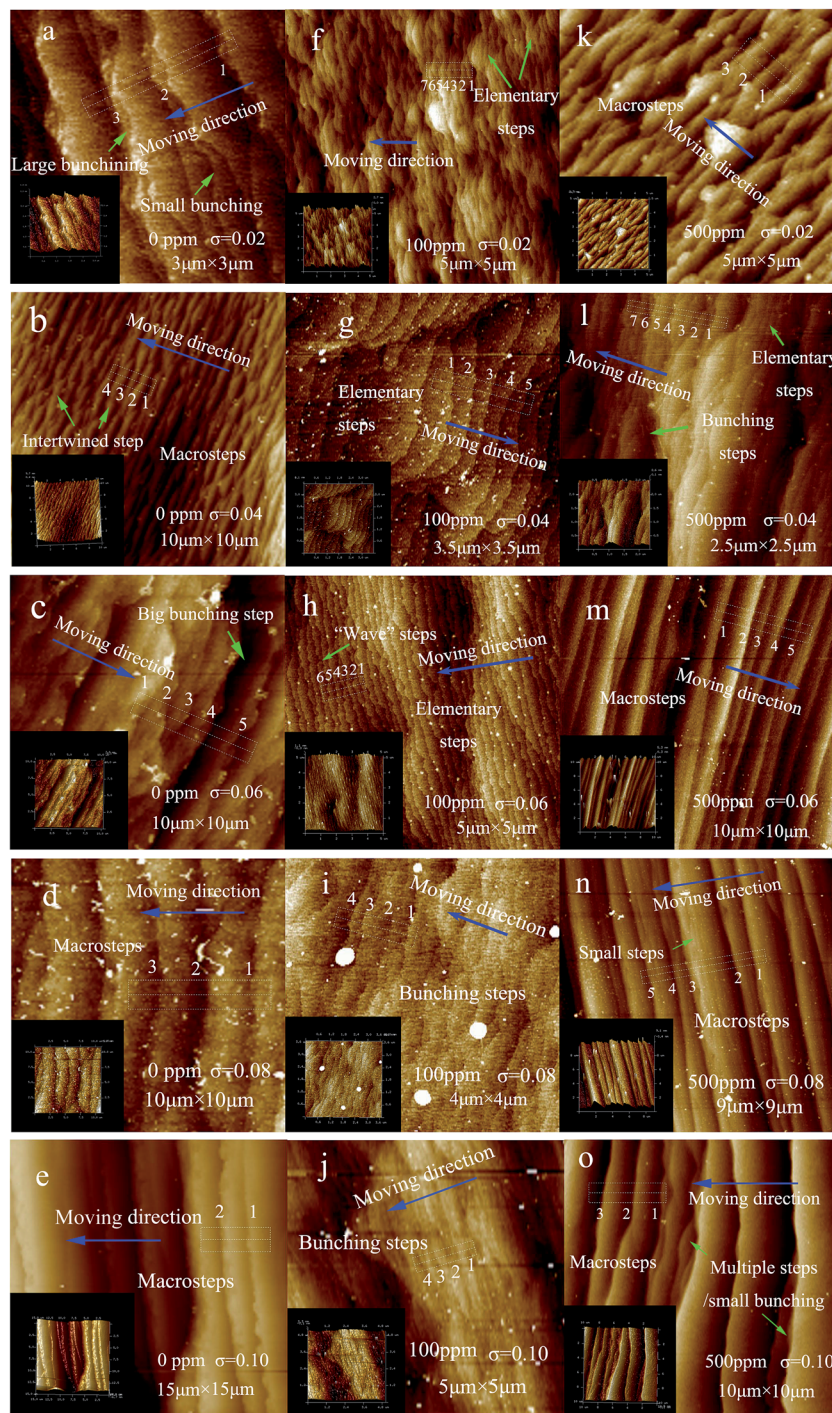 a
1
2
3
Moving direction
Large bunchining
Small bunching
0 ppm σ=0.02
3μm×3μm
f
7654321
Elementary
steps
Moving direction
100ppm σ=0.02
5μm×5μm
k
3
2
1
Macrosteps
Moving direction
500ppm σ=0.02
5μm×5μm
b
Moving direction
4 3 2 1
Intertwined step
Macrosteps
0 ppm σ=0.04
10μm×10μm
g
1 2 3 4 5
Elementary
steps
Moving direction
100ppm σ=0.04
3.5μm×3.5μm
l
7 6 5 4 3 2 1
Moving direction
Elementary
steps
Bunching
steps
500ppm σ=0.04
2.5μm×2.5μm
c
Big bunching step
Moving direction
1
2
3
4
5
0 ppm σ=0.06
10μm×10μm
h
“Wave” steps
654321
Moving direction
Elementary
steps
100ppm σ=0.06
5μm×5μm
m
1 2 3 4 5
Macrosteps
Moving direction
500ppm σ=0.06
10μm×10μm
d
Moving direction
Macrosteps
3 2 1
0 ppm σ=0.08
10μm×10μm
i
4 3 2 1
Moving direction
Bunching steps
100ppm σ=0.08
4μm×4μm
n
Moving direction
Small steps
5 4 3 2 1
Macrosteps
500ppm σ=0.08
9μm×9μm
e
2 1
Moving direction
Macrosteps
0 ppm σ=0.10
15μm×15μm
j
Moving direction
Bunching steps
4 3 2 1
100ppm σ=0.10
5μm×5μm
o
3 2 1
Moving direction
Macrosteps
Multiple steps
/small bunching
500ppm σ=0.10
10μm×10μm